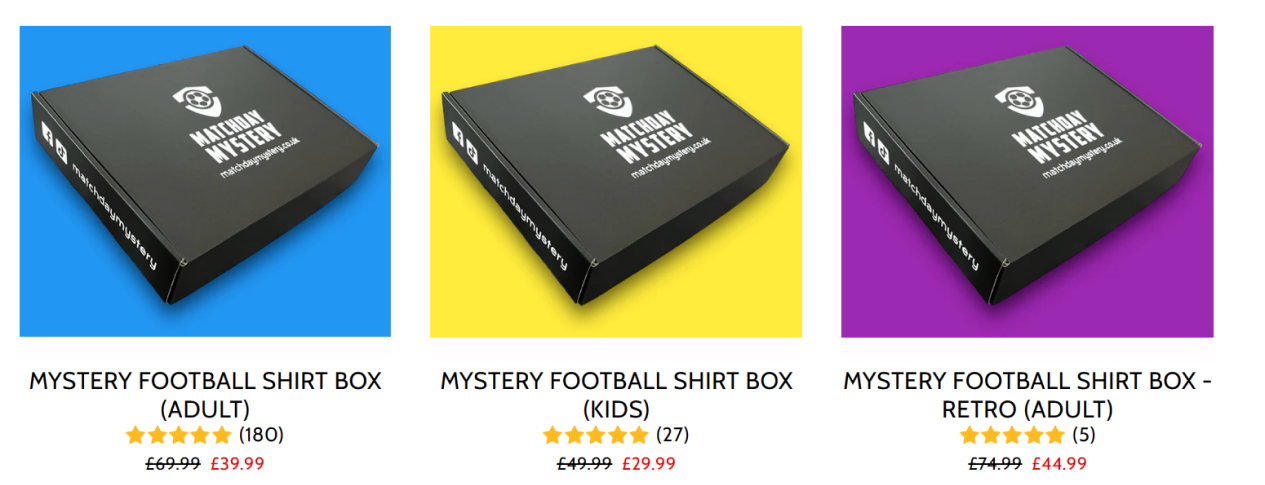 MATCHDAY
MYSTERY
matchdaymystery.co.uk
matchdaymystery
MATCHDAY
MYSTERY
matchdaymystery.co.uk
matchdaymystery
MATCHDAY
MYSTERY
matchdaymystery.co.uk
matchdaymystery
MYSTERY FOOTBALL SHIRT BOX
(ADULT)
(180)
£69.99 £39.99
MYSTERY FOOTBALL SHIRT BOX
(KIDS)
(27)
£49.99 £29.99
MYSTERY FOOTBALL SHIRT BOX -
RETRO (ADULT)
(5)
£74.99 £44.99